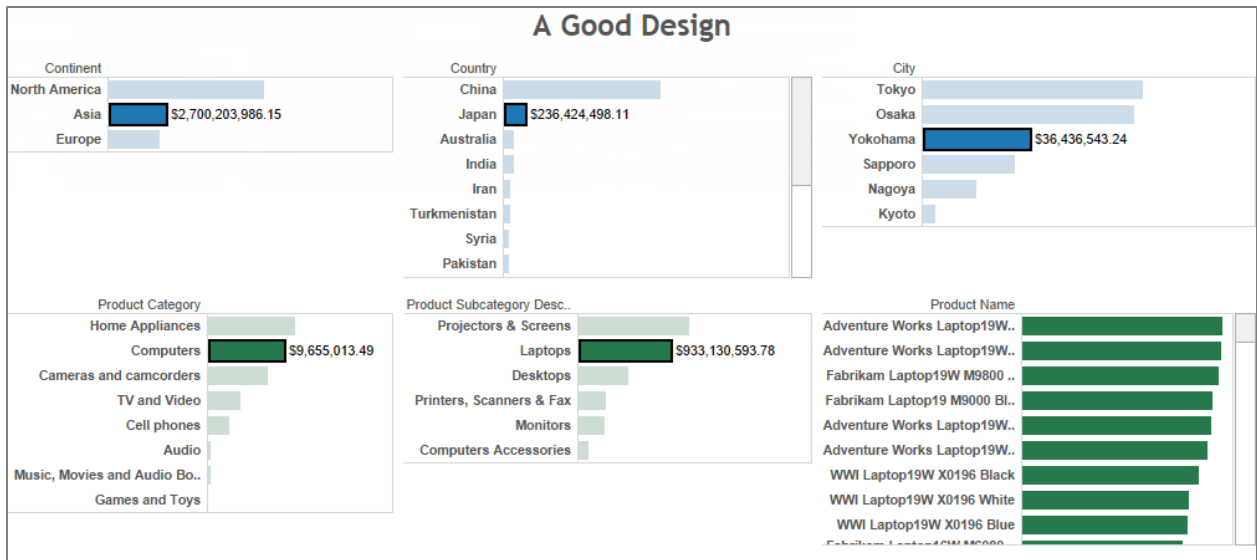 A Good Design
Continent
North America
Asia $2,700,203,986.15
Europe
Country
China
Japan $236,424,498.11
Australia
India
Iran
Turkmenistan
Syria
Pakistan
City
Tokyo
Osaka
Yokohama $36,436,543.24
Sapporo
Nagoya
Kyoto
Product Category
Home Appliances
Computers $9,655,013.49
Cameras and camcorders
TV and Video
Cell phones
Audio
Music, Movies and Audio Bo..
Games and Toys
Product Subcategory Desc..
Projectors & Screens
Laptops $933,130,593.78
Desktops
Printers, Scanners & Fax
Monitors
Computers Accessories
Product Name
Adventure Works Laptop19W..
Adventure Works Laptop19W..
Fabrikam Laptop19W M9800 ..
Fabrikam Laptop19 M9000 Bl..
Adventure Works Laptop19W..
Adventure Works Laptop19W..
WWI Laptop19W X0196 Black
WWI Laptop19W X0196 White
WWI Laptop19W X0196 Blue